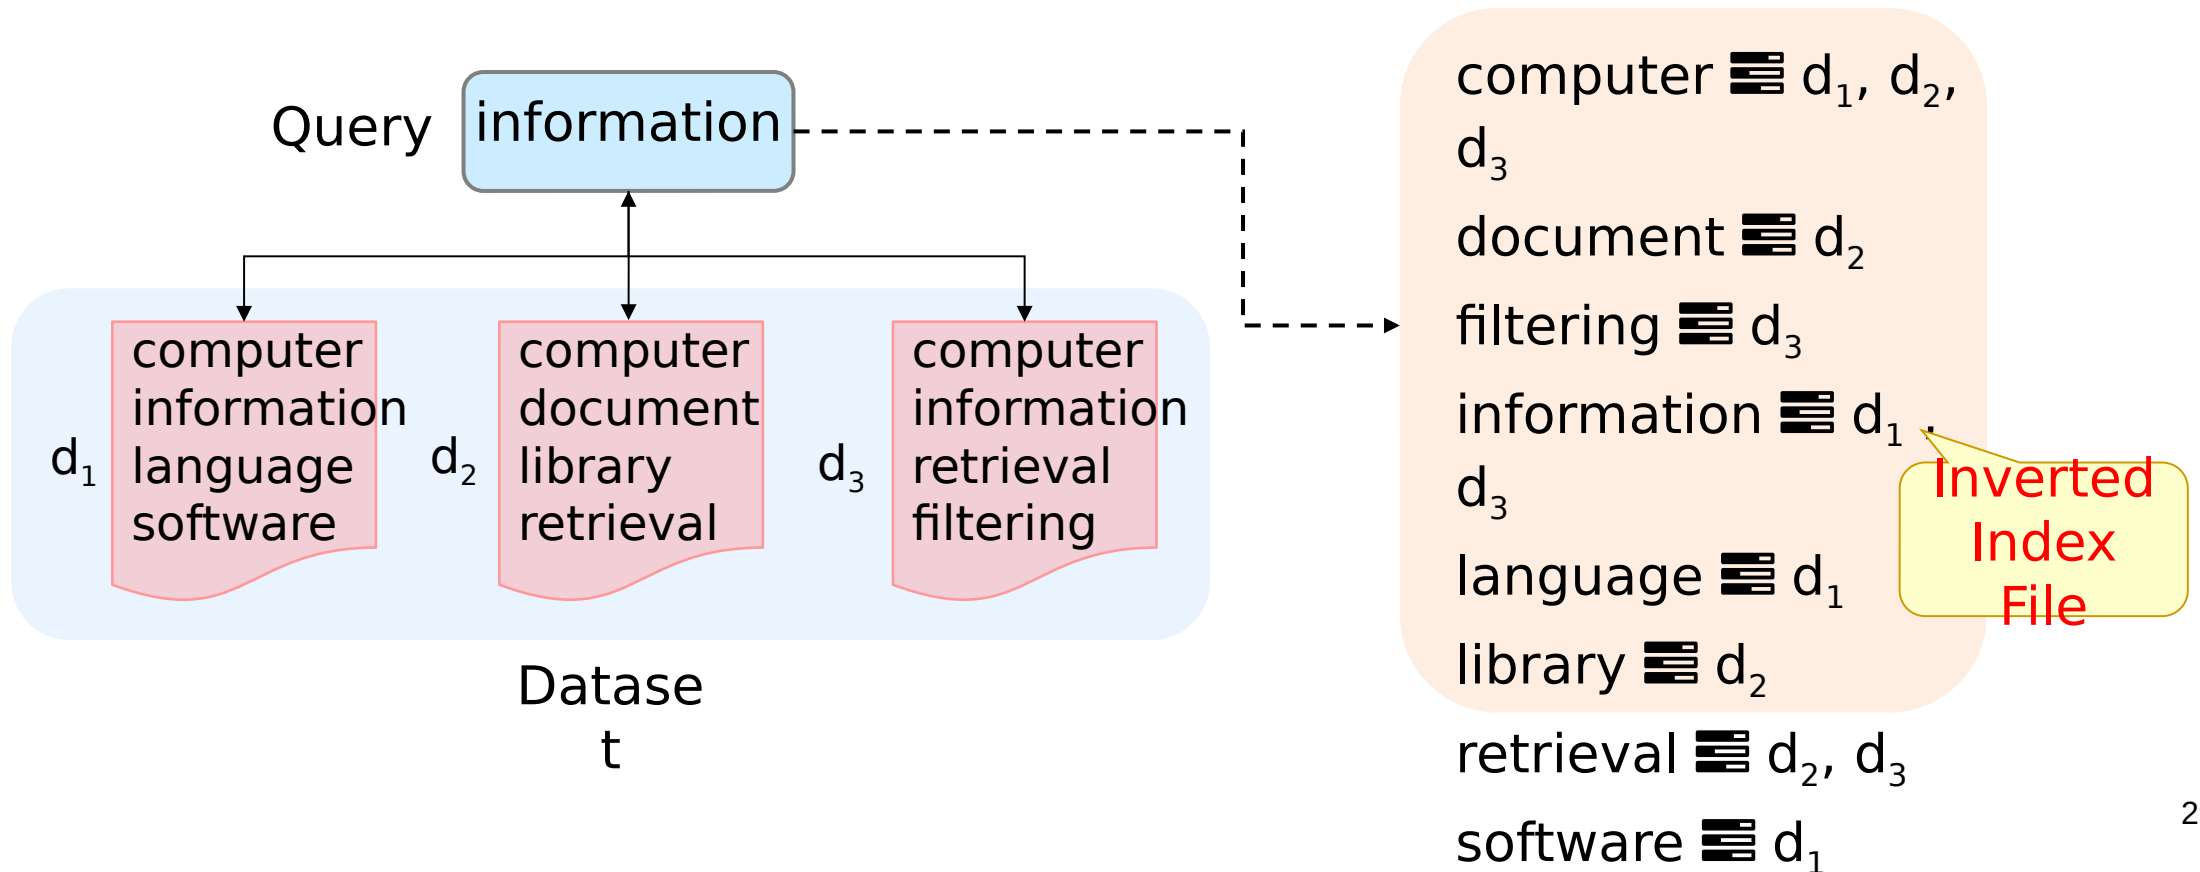 Query
information
d1
computer
information
language
software
d2
computer
document
library
retrieval
d3
computer
information
retrieval
filtering
Datase
t
computer d1, d2,
d3
document d2
filtering d3
information d1 ,
d3
language d1
library d2
retrieval d2, d3
software d1
Inverted
Index
File
2